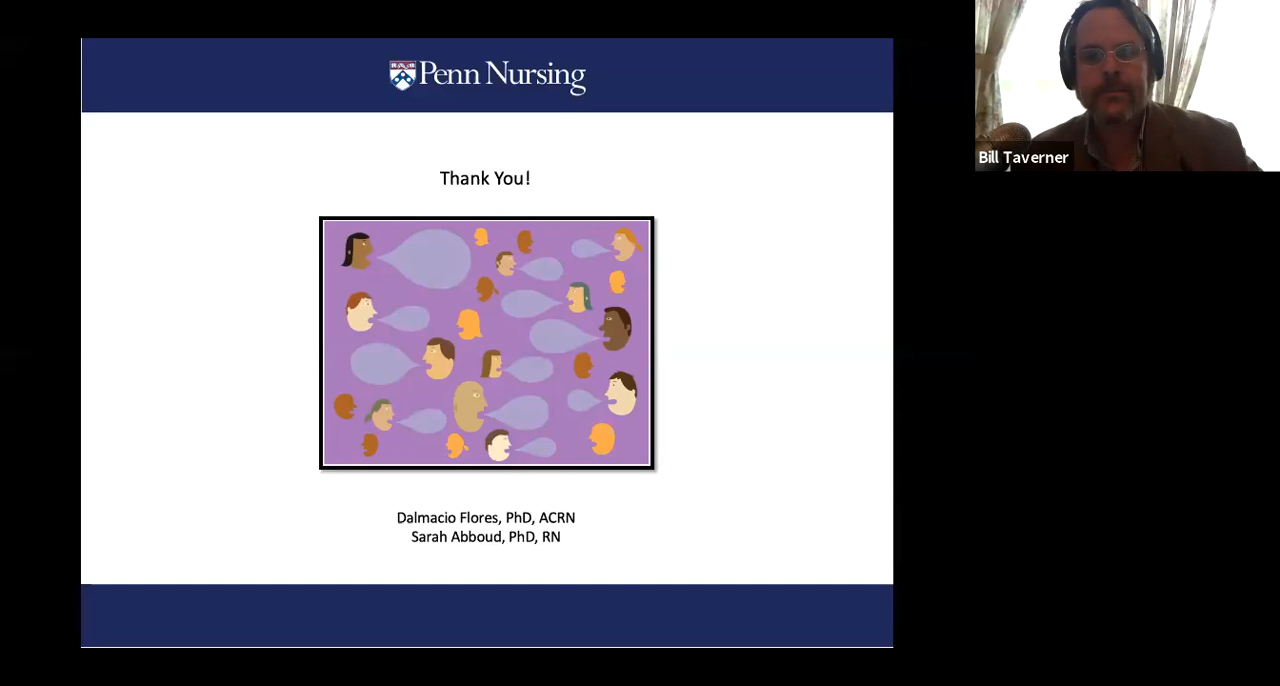 Penn Nursing
Bill Taverner
Thank You!
Dalmacio Flores, PhD, ACRN
Sarah Abboud, PhD, RN